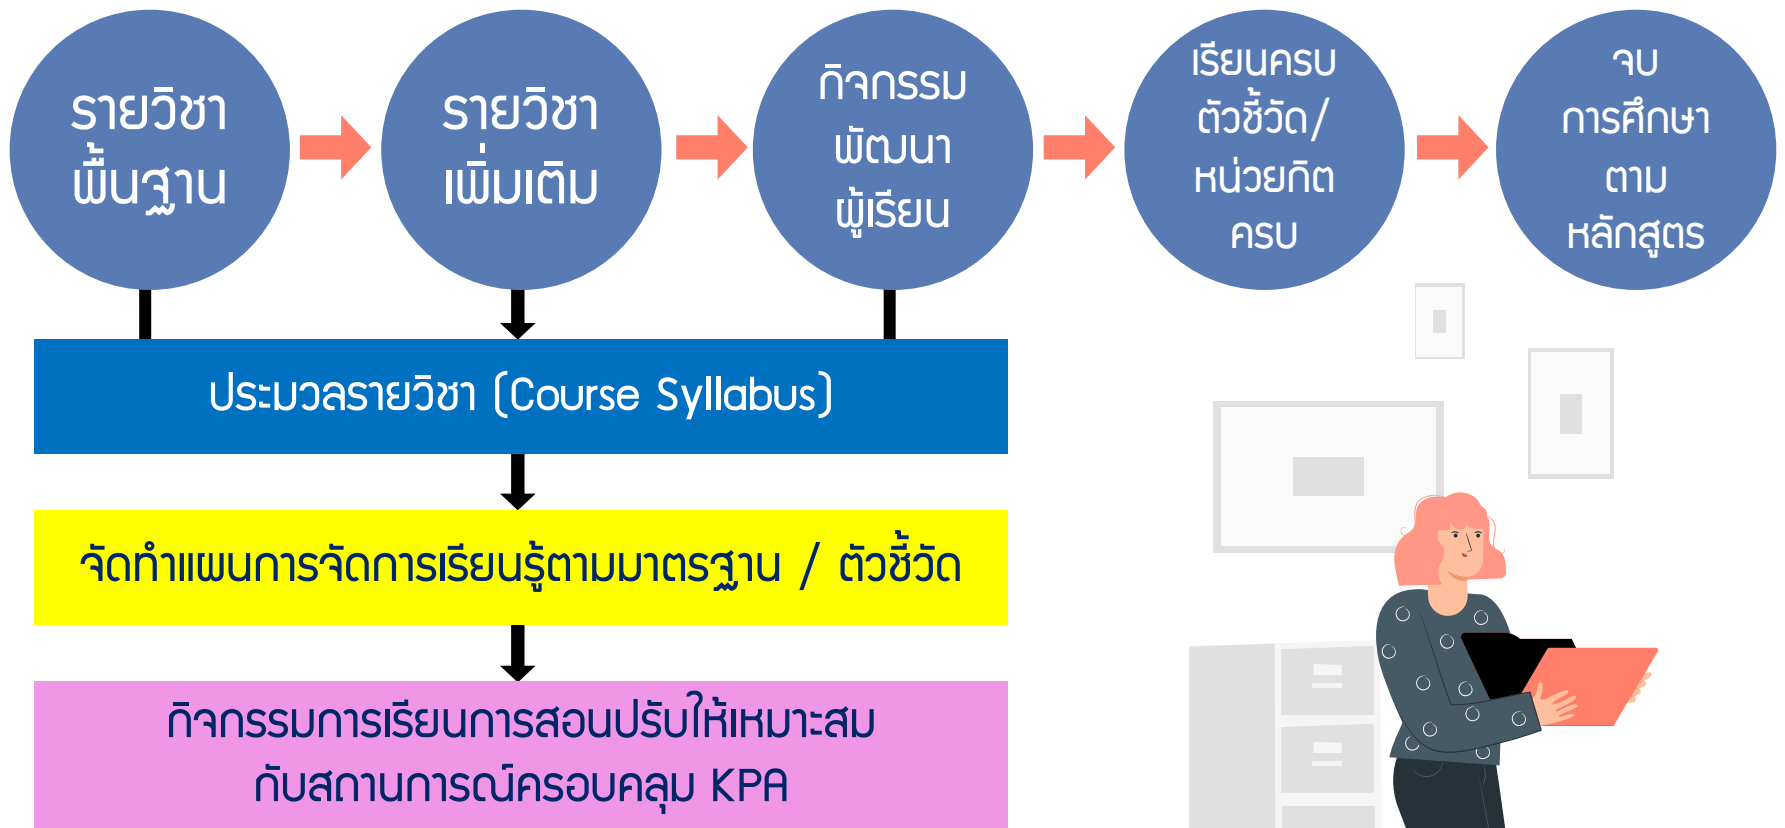 รายวิชา
พื้นฐาน
รายวิชา
เพิ่มเติม
กิจกรรม
พัฒนา
ผู้เรียน
เรียนครบ
ตัวชี้วัด/
หน่วยกิต
ครบ
จบ
การศึกษา
ตาม
หลักสูตร
ประมวลรายวิชา (Course Syllabus)
จัดทำแผนการจัดการเรียนรู้ตามมาตรฐาน / ตัวชี้วัด
กิจกรรมการเรียนการสอนปรับให้เหมาะสม
กับสถานการณ์ครอบคลุม KPA